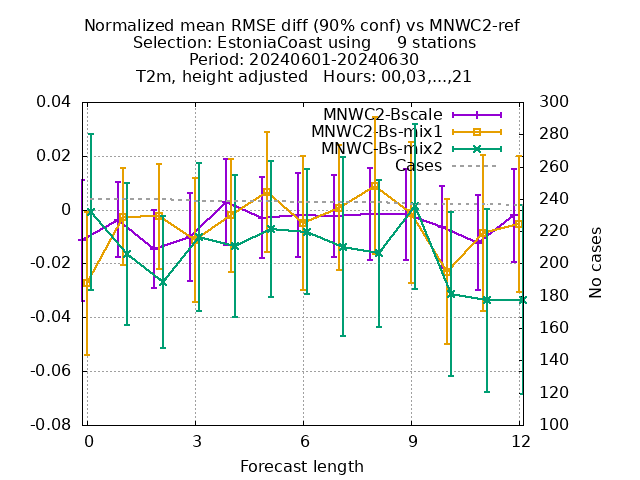 Normalized mean RMSE diff (90% conf) vs MNWC2-ref
Selection: EstoniaCoast using 9 stations
Period: 20240601-20240630
T2m, height adjusted Hours: 00,03,...,21
MNWC2-Bscale
MNWC2-Bs-mix1
MNWC-Bs-mix2
Cases
0.04
0.02
0
-0.02
-0.04
-0.06
-0.08
300
280
260
240
220
200
180
160
140
120
100
No cases
0 3 6 9 12
Forecast length